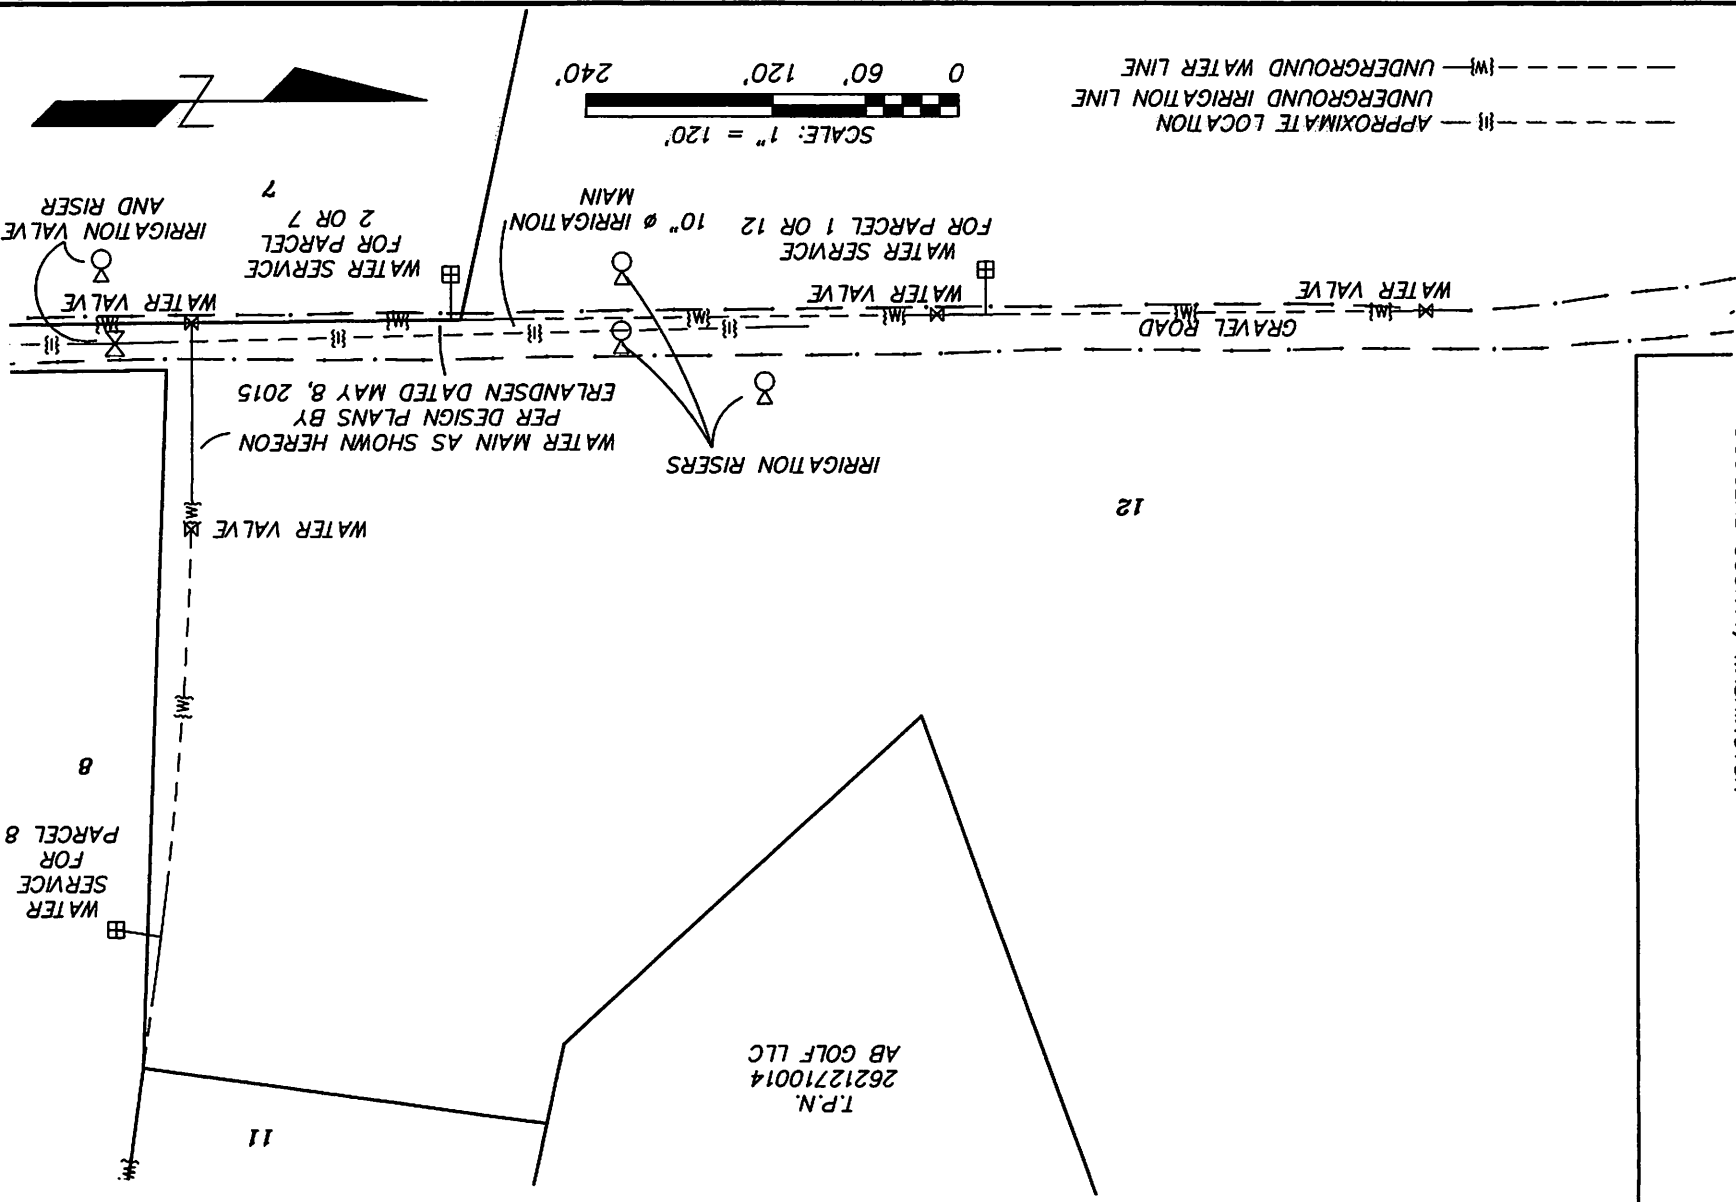 11
T.P.N.
26212710014
AB GOLF LLC
WATER
SERVICE
FOR
PARCEL 8
8
WATER VALVE
12
IRRIGATION RISERS
WATER MAIN AS SHOWN HEREON
PER DESIGN PLANS BY
ERLANDSEN DATED MAY 8, 2015
GRAVEL ROAD
WATER VALVE
WATER VALVE
WATER VALVE
WATER SERVICE
FOR PARCEL 1 OR 12
10" ø IRRIGATION
MAIN
WATER SERVICE
FOR PARCEL
2 OR 7
7
IRRIGATION VALVE
AND RISER
APPROXIMATE LOCATION
UNDERGROUND IRRIGATION LINE
UNDERGROUND WATER LINE
SCALE: 1" = 120'
0 60' 120' 240'
N